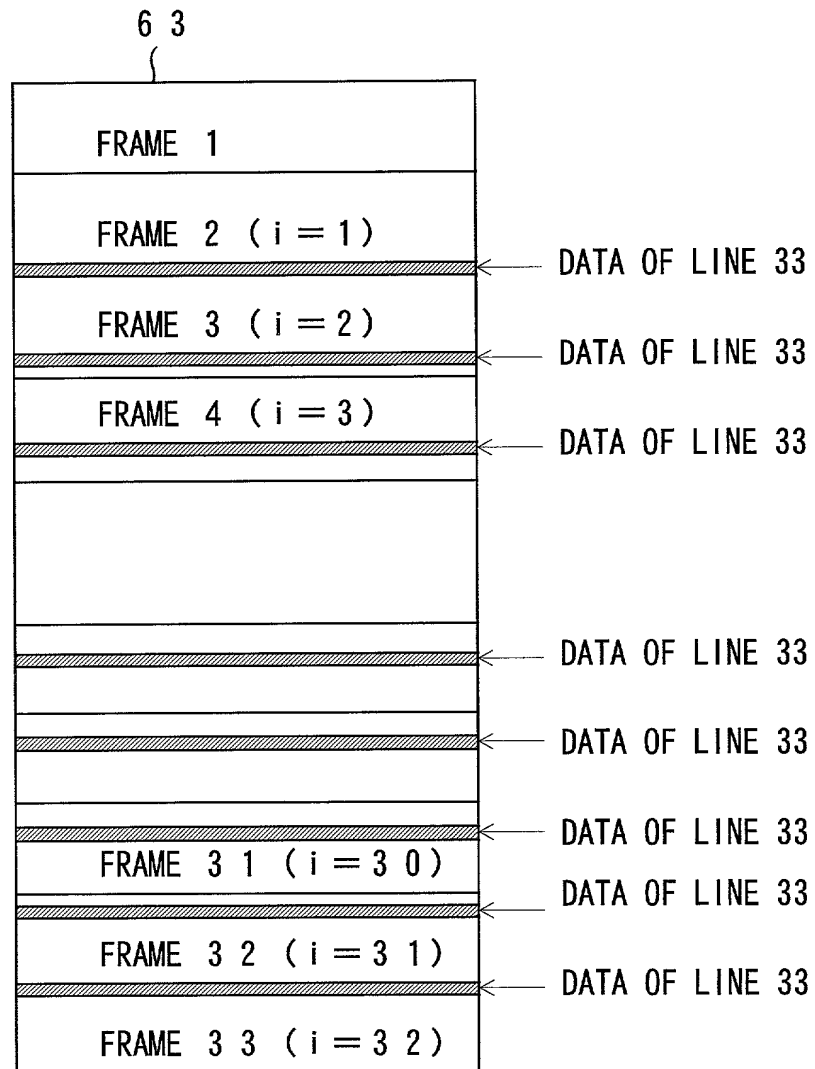 6 3
FRAME 1
FRAME 2 ( i = 1 )
DATA OF LINE 33
FRAME 3 ( i = 2 )
DATA OF LINE 33
FRAME 4 ( i = 3 )
DATA OF LINE 33
DATA OF LINE 33
DATA OF LINE 33
DATA OF LINE 33
FRAME 3 1 ( i = 3 0 )
DATA OF LINE 33
FRAME 3 2 ( i = 3 1 )
DATA OF LINE 33
FRAME 3 3 ( i = 3 2 )